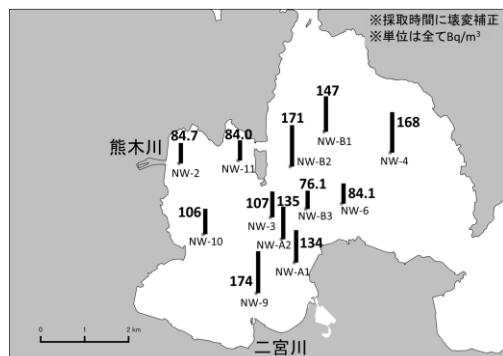 ※採取時間に壊変補正
※単位は全てBq/m³
147
171
168
NW-B1
84.7
84.0
熊木川
NW-2
NW-11
NW-B2
NW-4
76.1
84.1
107
135
106
NW-3
NW-B3
NW-6
NW-10
NW-A2
134
174
NW-A1
NW-9
0 1 2 km
二宮川